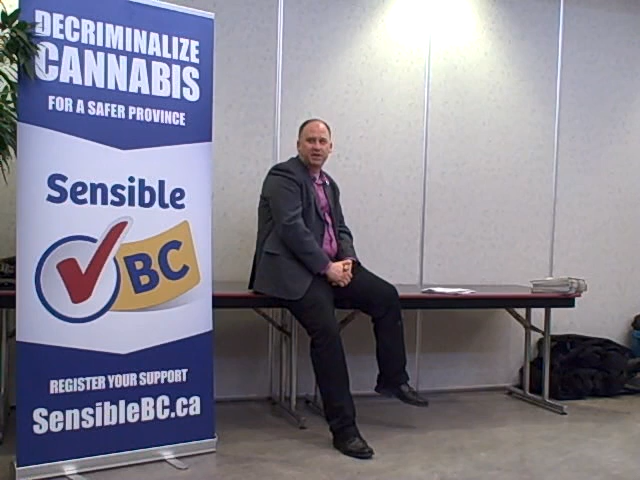 DECRIMINALIZE
CANNABIS
FOR A SAFER PROVINCE
Sensible
BC
REGISTER YOUR SUPPORT
SensibleBC.ca